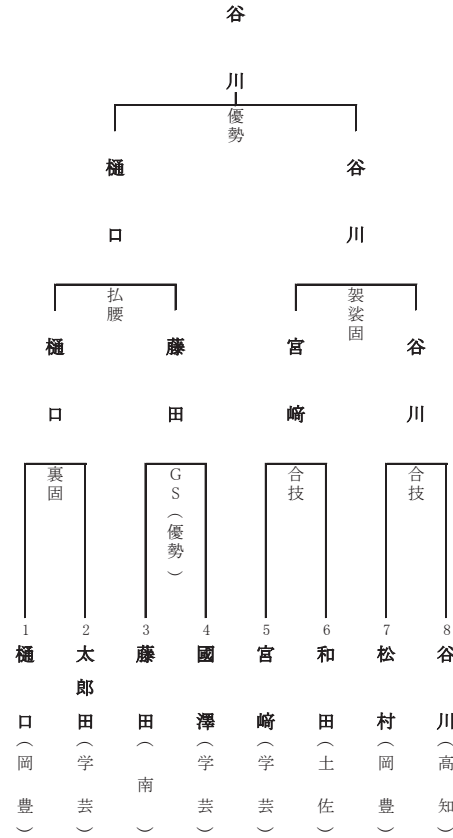 谷川
優勢
樋口
谷川
払腰
袈裟固
樋口
藤田
宮﨑
谷川
裏固
GS(優勢)
合技
合技
1 樋口(岡豊)
2 太郎田(学芸)
3 藤田(南)
4 國澤(学芸)
5 宮﨑(学芸)
6 和田(土佐)
7 松村(岡豊)
8 谷川(高知)